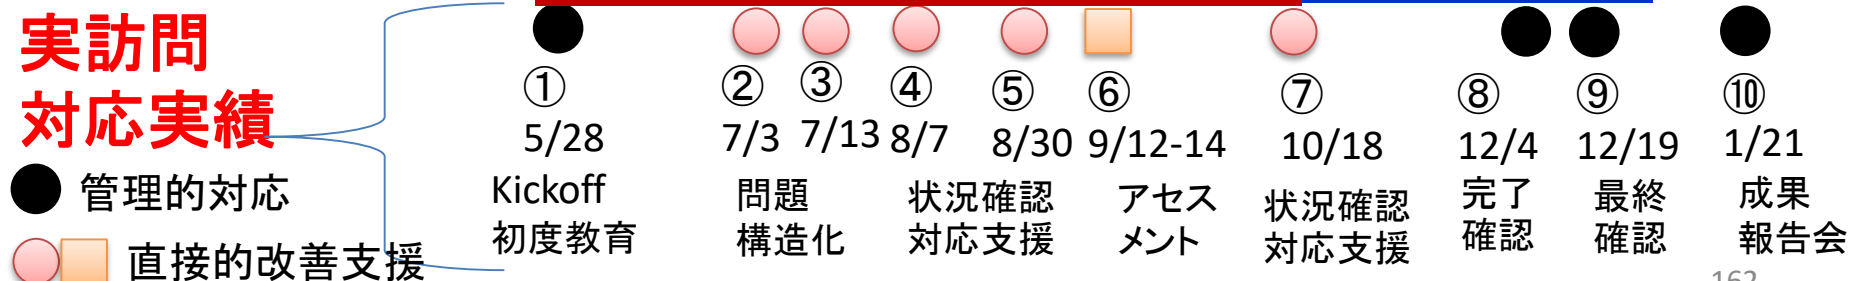 実訪問
対応実績
管理的対応
直接的改善支援
① ② ③ ④ ⑤ ⑥ ⑦ ⑧ ⑨ ⑩
5/28 7/3 7/13 8/7 8/30 9/12-14 10/18 12/4 12/19 1/21
Kickoff
初度教育
問題
構造化
状況確認
対応支援
アセス
メント
状況確認
対応支援
完了
確認
最終
確認
成果
報告会
162